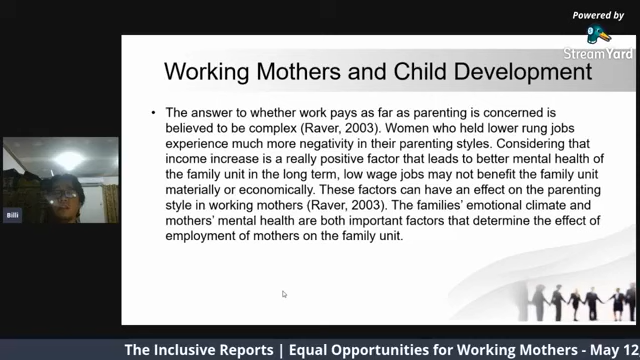 Powered by
StreamYard
Working Mothers and Child Development
• The answer to whether work pays as far as parenting is concerned is
believed to be complex (Raver, 2003). Women who held lower rung jobs
experience much more negativity in their parenting styles. Considering that
income increase is a really positive factor that leads to better mental health of
the family unit in the long term, low wage jobs may not benefit the family unit
materially or economically. These factors can have an effect on the parenting
style in working mothers (Raver, 2003). The families' emotional climate and
mothers' mental health are both important factors that determine the effect of
employment of mothers on the family unit.
Billi
The Inclusive Reports | Equal Opportunities for Working Mothers - May 12